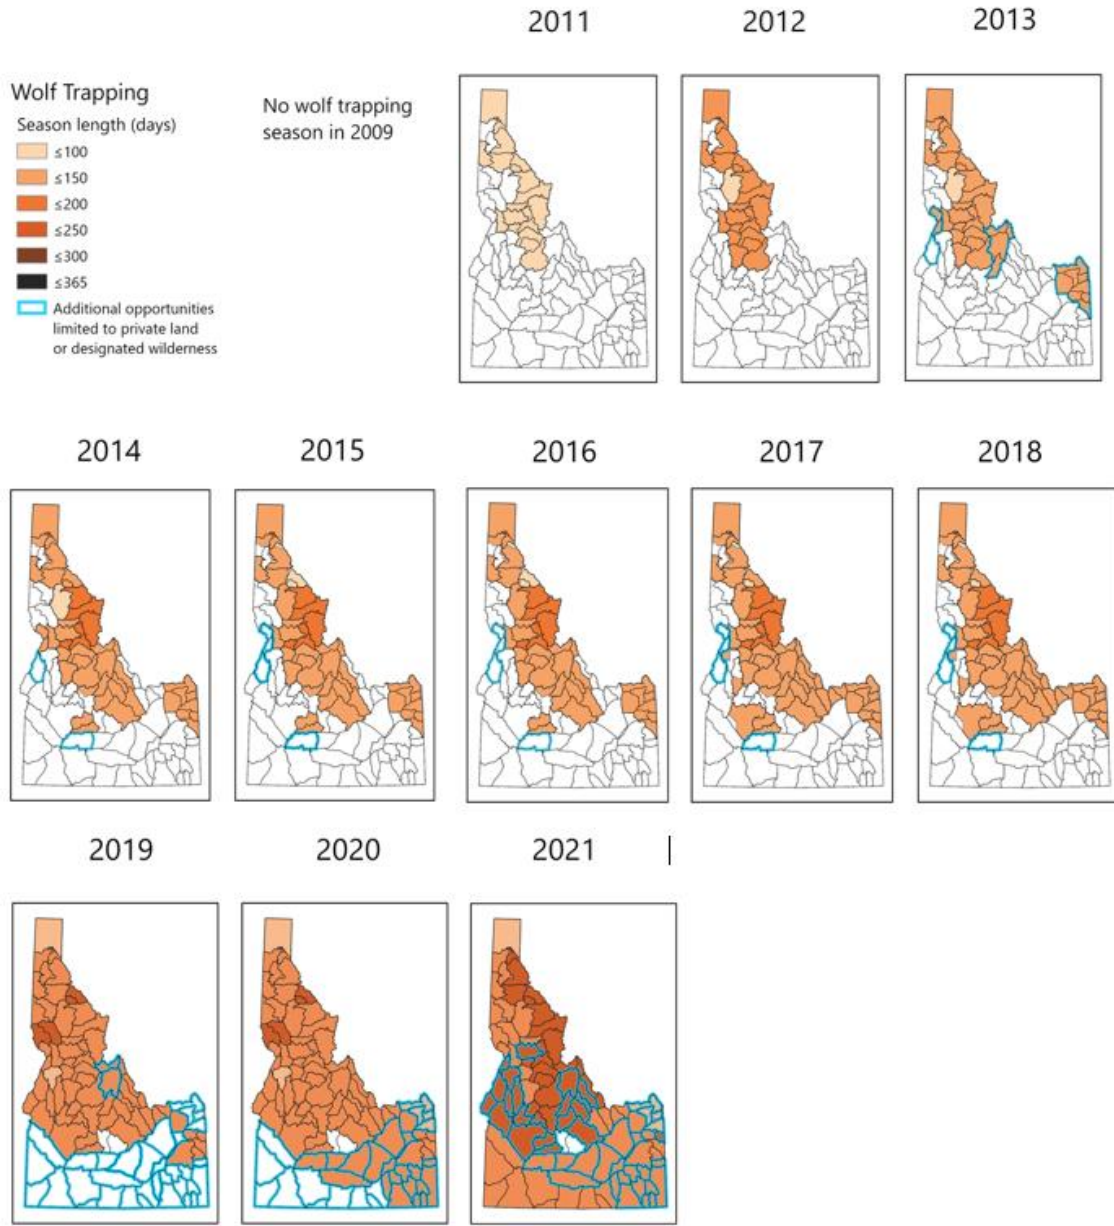 2011
2012
2013
Wolf Trapping
Season length (days)
≤100
≤150
≤200
≤250
≤300
≤365
Additional opportunities
limited to private land
or designated wilderness
No wolf trapping
season in 2009
2014
2015
2016
2017
2018
2019
2020
2021